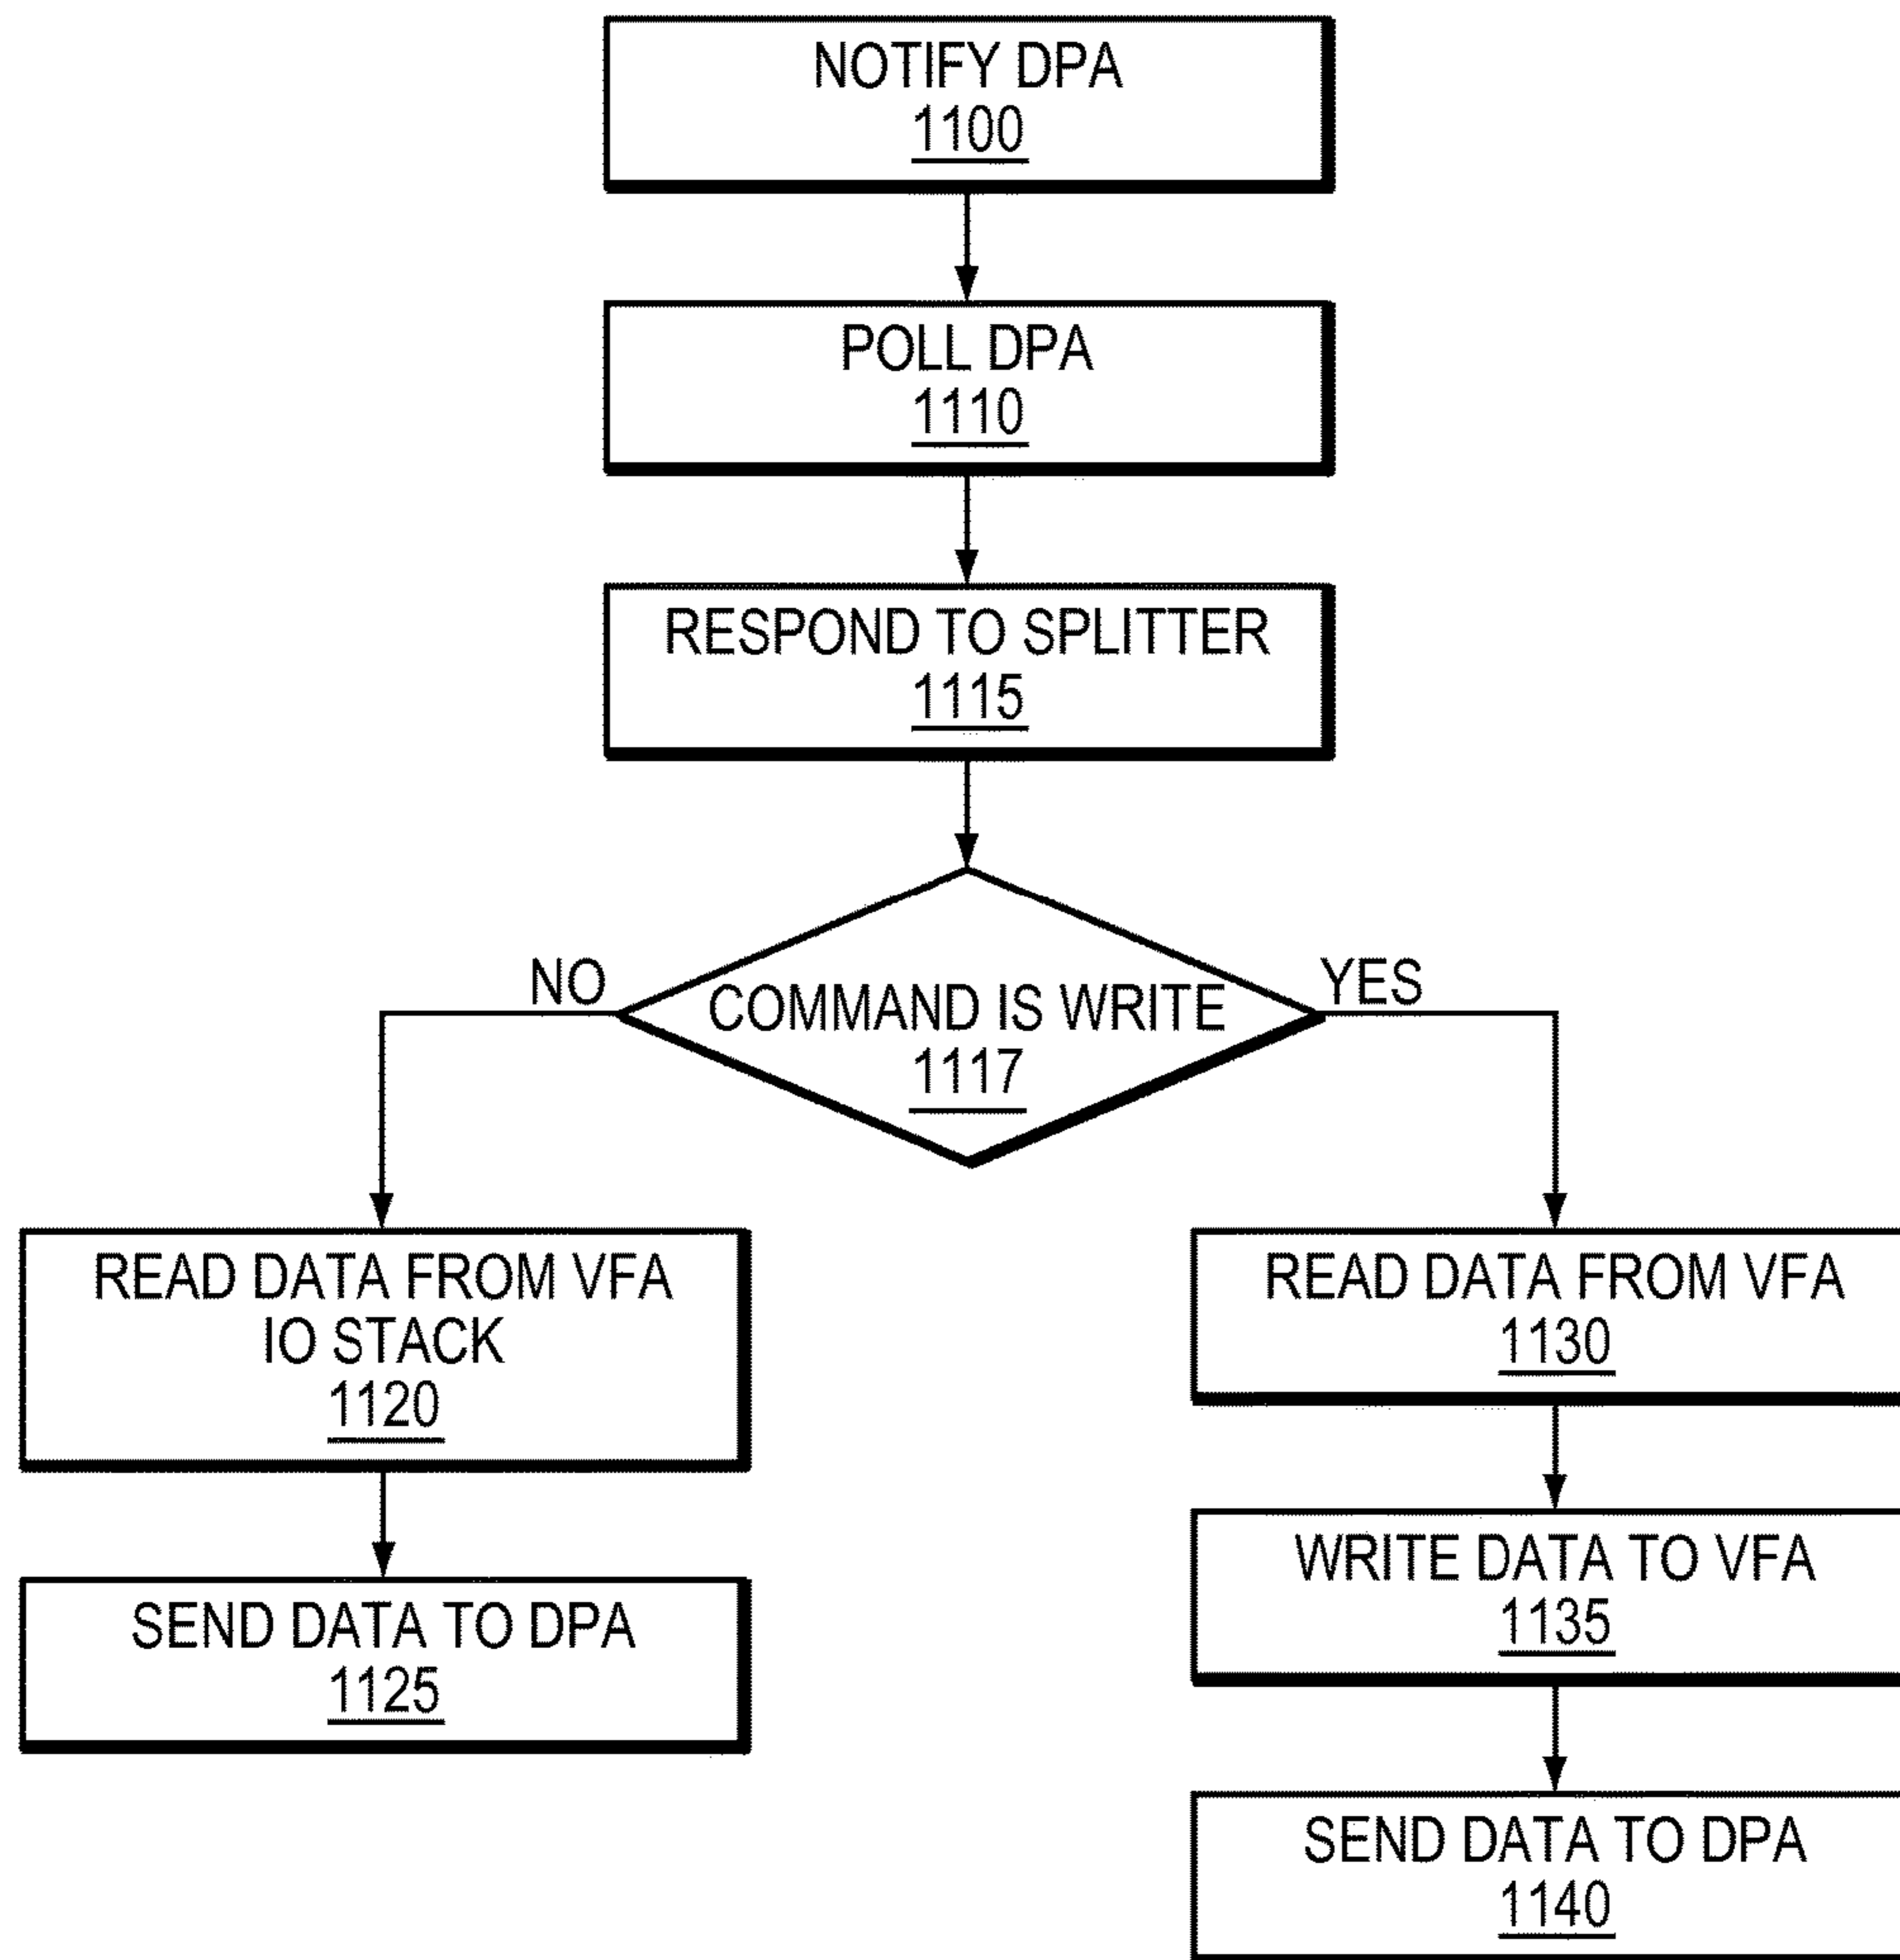 NOTIFY DPA
1100
POLL DPA
1110
RESPOND TO SPLITTER
1115
NO
YES
COMMAND IS WRITE
1117
READ DATA FROM VFA
IO STACK
1120
SEND DATA TO DPA
1125
READ DATA FROM VFA
1130
WRITE DATA TO VFA
1135
SEND DATA TO DPA
1140